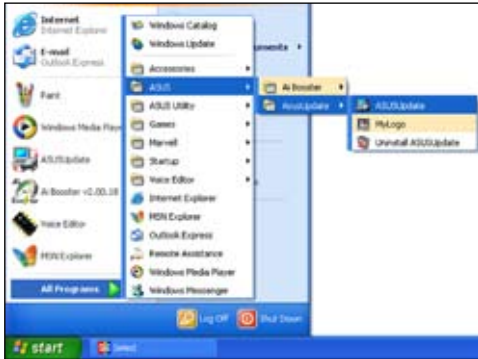 Internet
Internet Explorer
E-mail
Outlook Express
Paint
Windows Media Player
ASUSUpdate
Ai Booster v2.00.18
Voice Editor
MSN Explorer
All Programs
Windows Catalog
Windows Update
Accessories
ASUS
ASUS Utility
Games
Marvell
Startup
Voice Editor
Internet Explorer
MSN Explorer
Outlook Express
Remote Assistance
Windows Media Player
Windows Messenger
Ai Booster
AsusUpdate
ASUSUpdate
MyLogo
Uninstall ASUSUpdate
Log Off
Shut Down
start